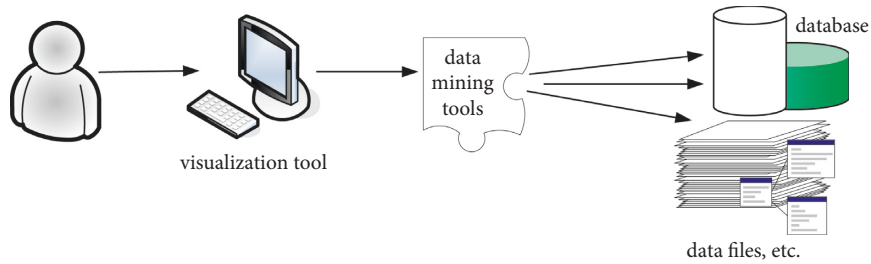 database
data
mining
tools
visualization tool
data files, etc.